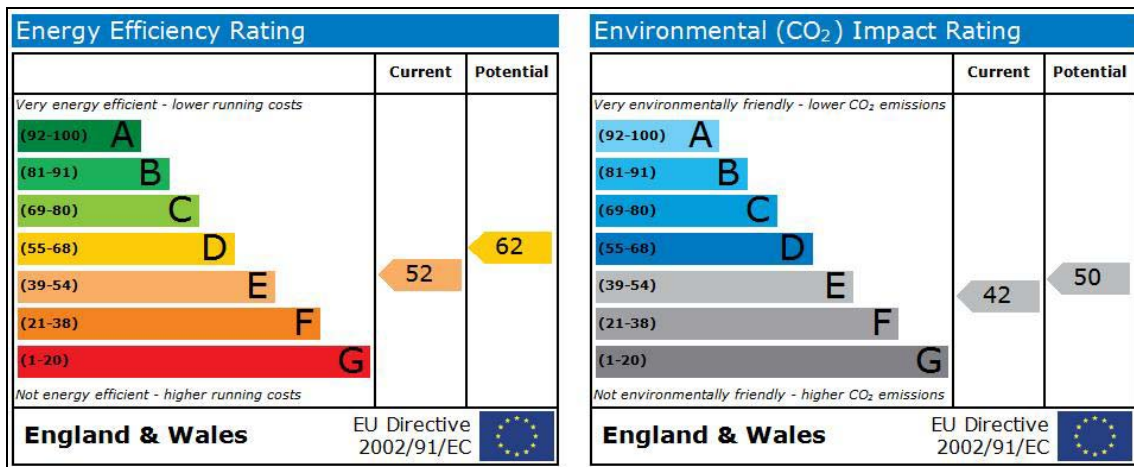 Energy Efficiency Rating
Current Potential
Very energy efficient - lower running costs
(92-100) A
(81-91) B
(69-80) C
(55-68) D
62
(39-54) E
52
(21-38) F
(1-20) G
Not energy efficient - higher running costs
England & Wales
EU Directive
2002/91/EC
Environmental (CO₂) Impact Rating
Current Potential
Very environmentally friendly - lower CO₂ emissions
(92-100) A
(81-91) B
(69-80) C
(55-68) D
(39-54) E
50
42
(21-38) F
(1-20) G
Not environmentally friendly - higher CO₂ emissions
England & Wales
EU Directive
2002/91/EC